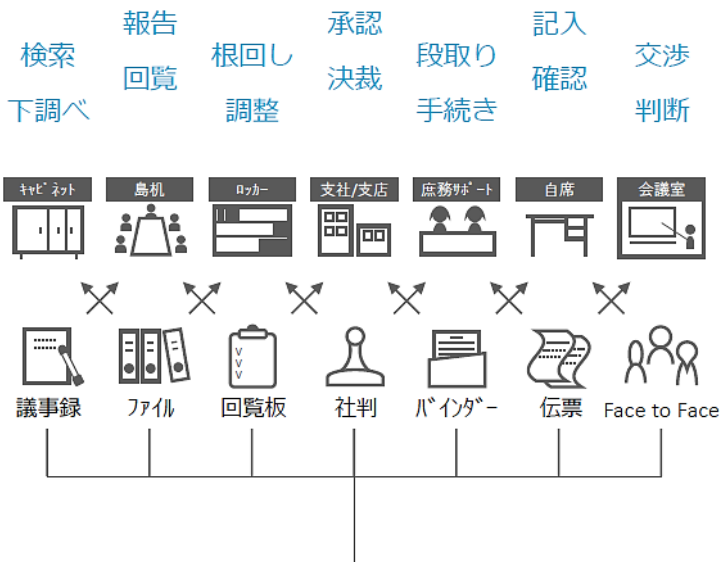 検索
下調べ
報告
回覧
根回し
調整
承認
決裁
段取り
手続き
記入
確認
交渉
判断
ｷｬﾋﾞﾈｯﾄ
島机
ﾛｯｶｰ
支社/支店
庶務ｻﾎﾟｰﾄ
自席
会議室
議事録
ﾌｧｲﾙ
回覧板
社判
ﾊﾞｲﾝﾀﾞｰ
伝票
Face to Face